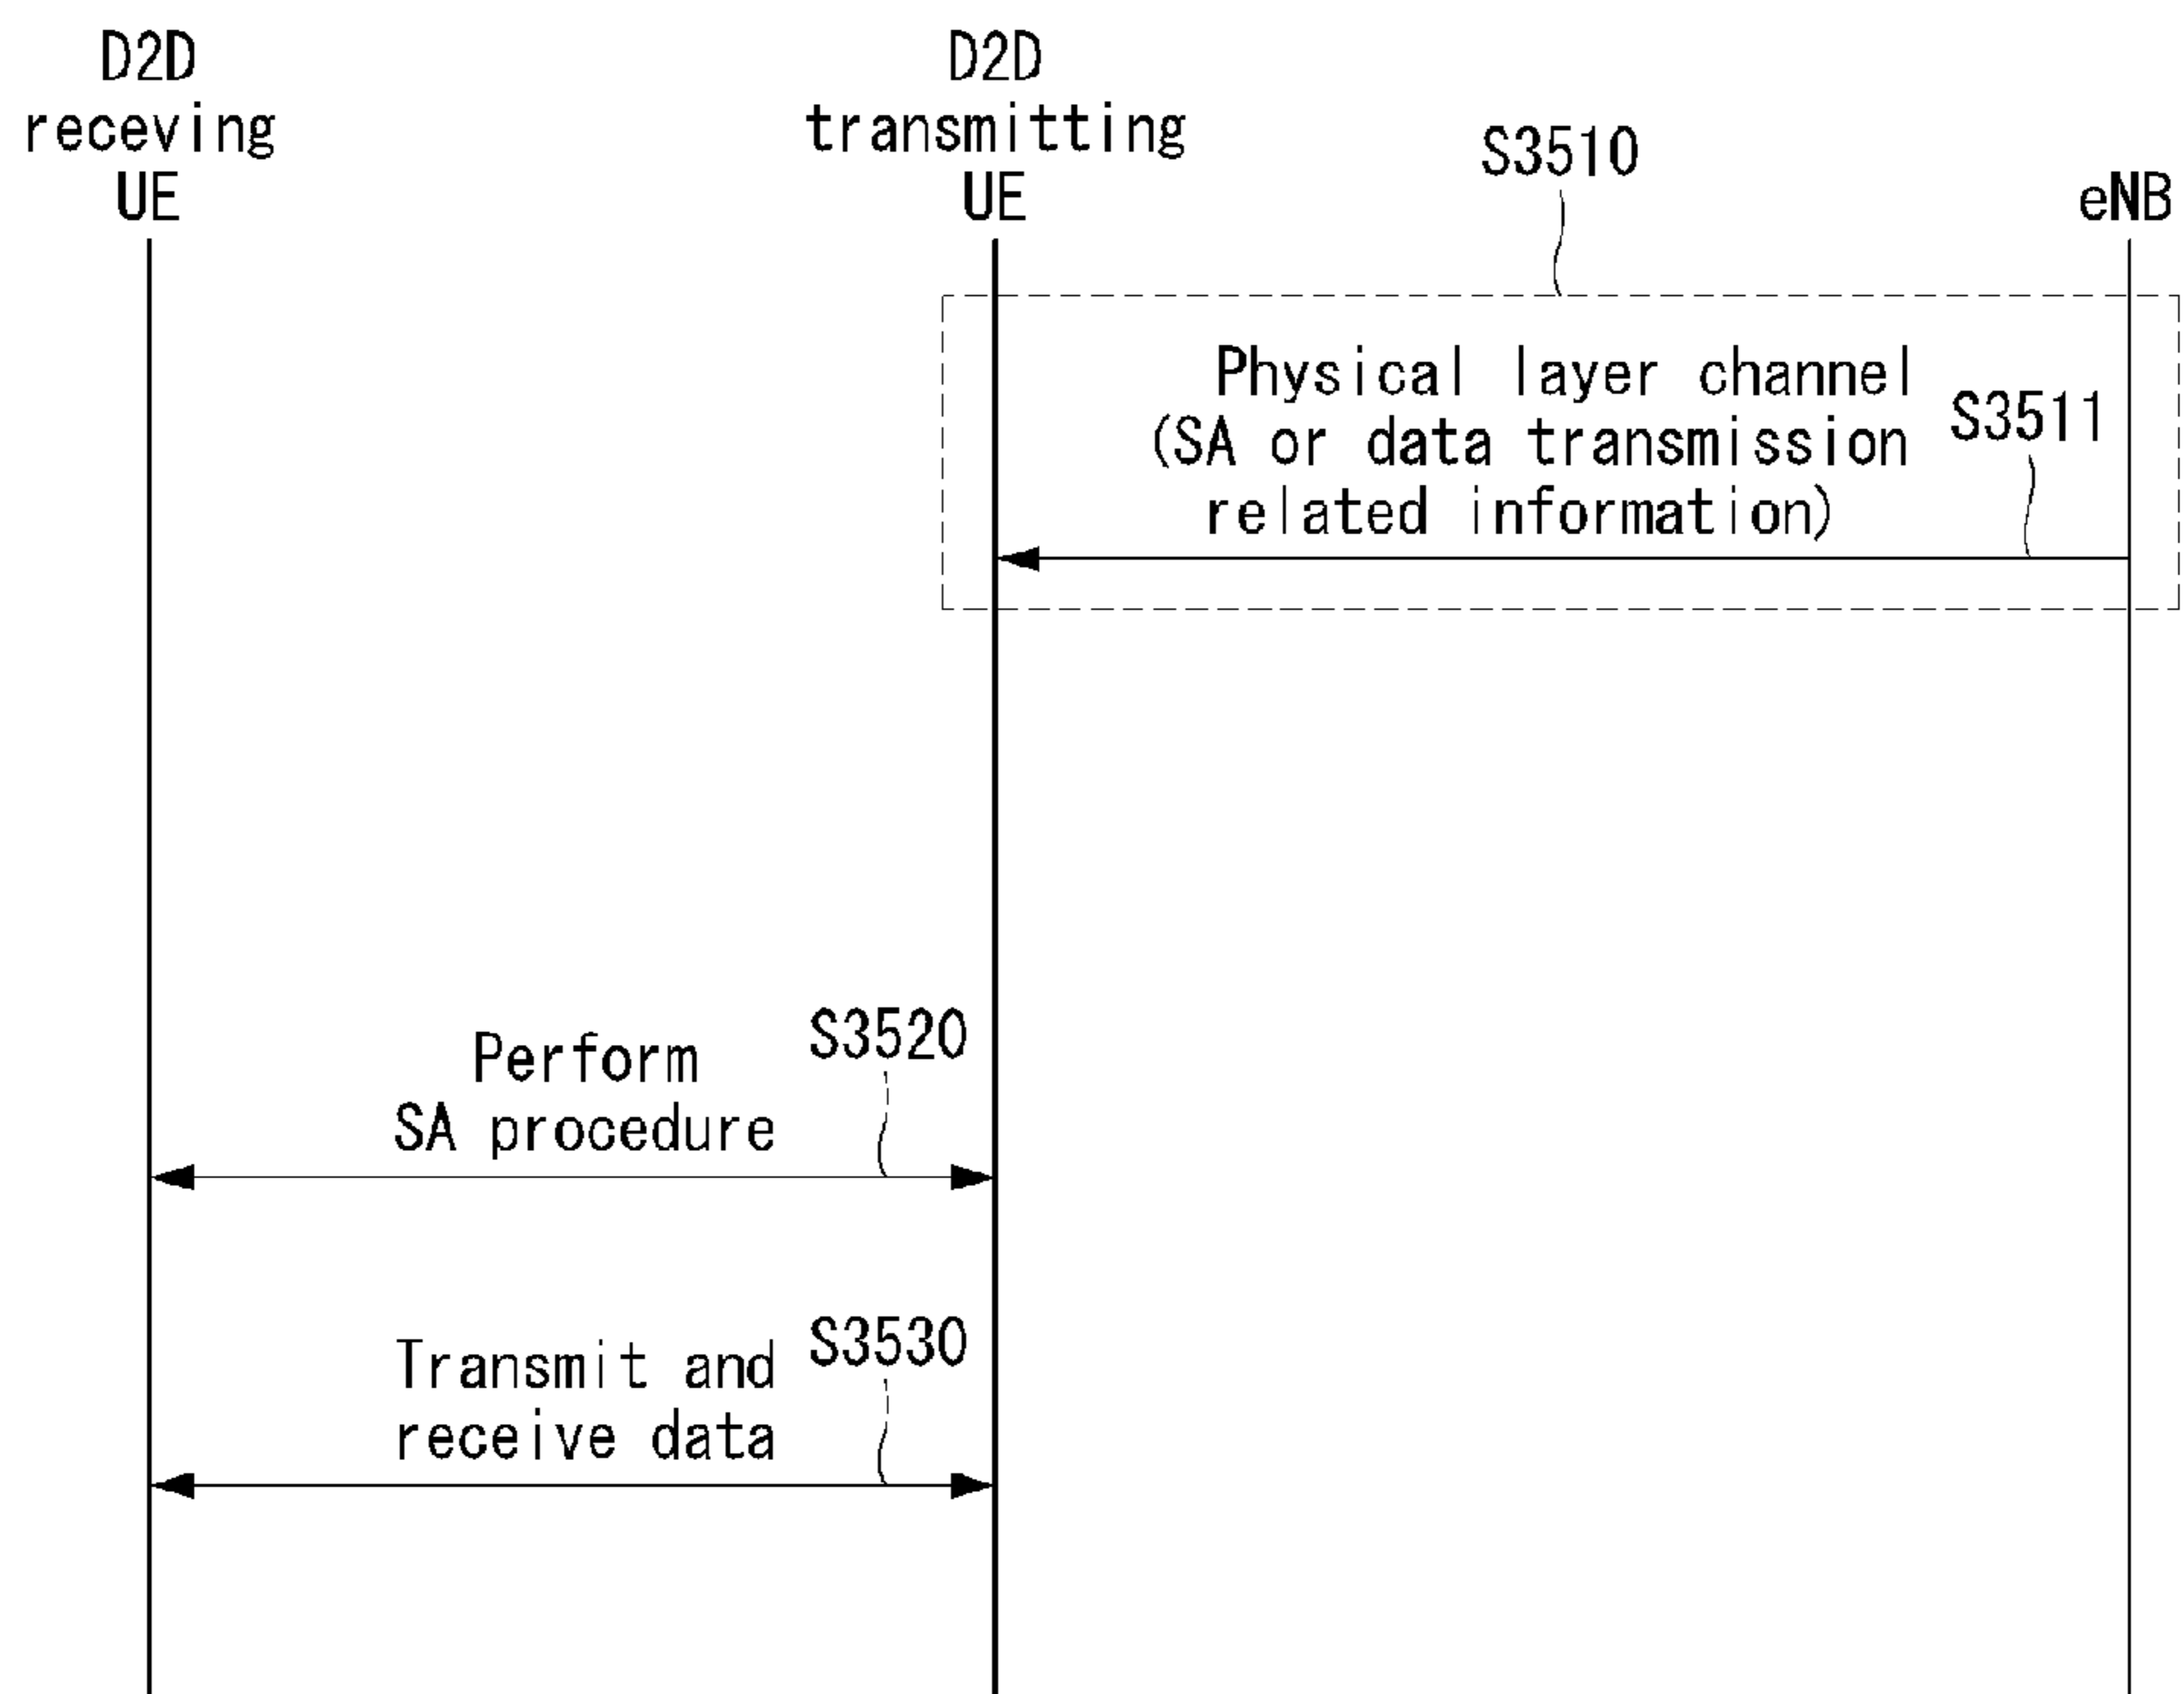 D2D
receving
UE
D2D
transmitting
UE
S3510
eNB
Physical layer channel
(SA or data transmission
related information)
S3511
Perform
SA procedure
S3520
Transmit and
receive data
S3530